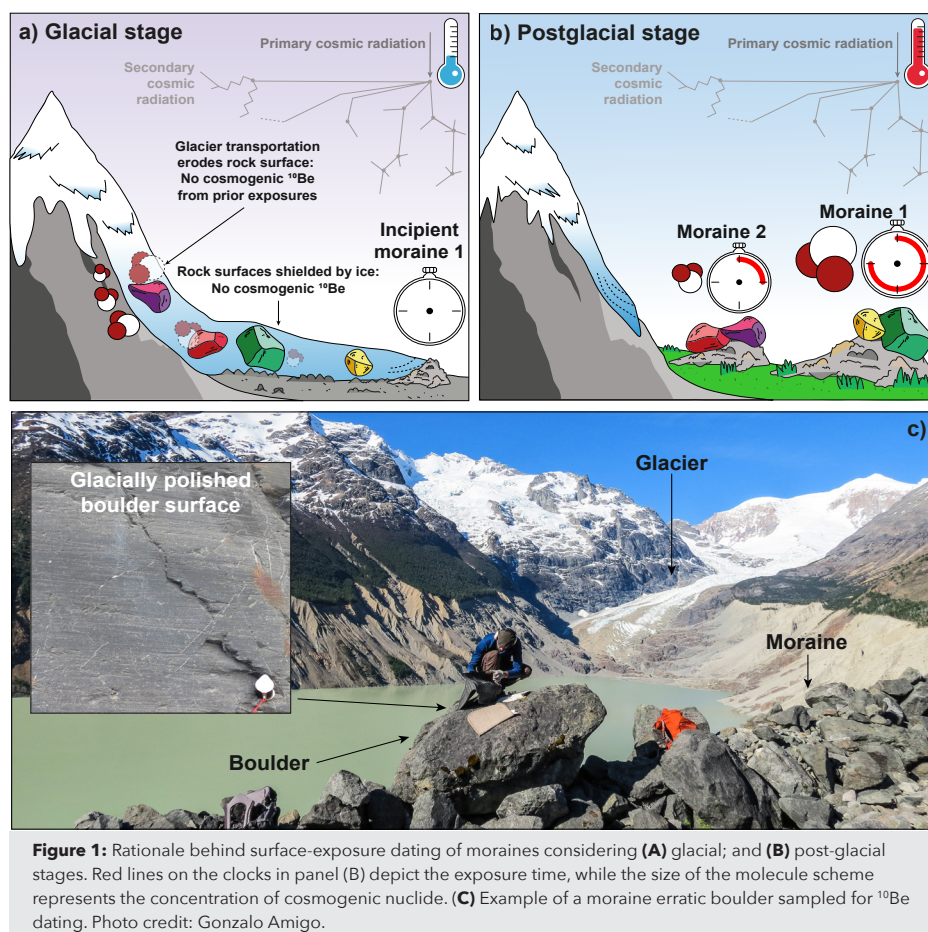 a) Glacial stage
Primary cosmic radiation
Secondary
cosmic
radiation
Glacier transportation
erodes rock surface:
No cosmogenic ¹⁰Be
from prior exposures
Rock surfaces shielded by ice:
No cosmogenic ¹⁰Be
Incipient
moraine 1
b) Postglacial stage
Primary cosmic radiation
Secondary
cosmic
radiation
Moraine 2
Moraine 1
c)
Glacially polished
boulder surface
Glacier
Moraine
Boulder
Figure 1: Rationale behind surface-exposure dating of moraines considering (A) glacial; and (B) post-glacial
stages. Red lines on the clocks in panel (B) depict the exposure time, while the size of the molecule scheme
represents the concentration of cosmogenic nuclide. (C) Example of a moraine erratic boulder sampled for ¹⁰Be
dating. Photo credit: Gonzalo Amigo.